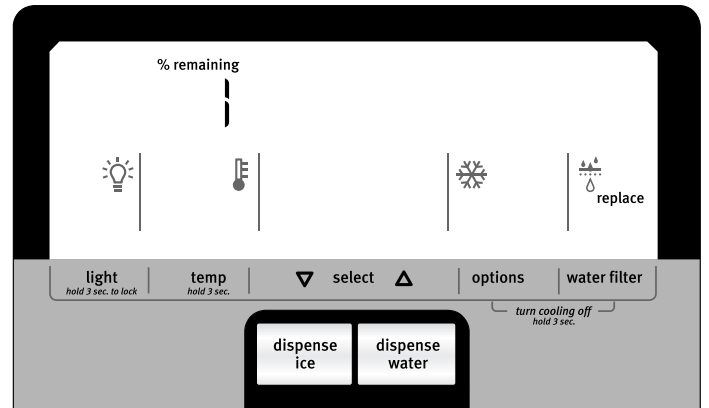 % remaining
1
replace
light temp select options water filter
hold 3 sec. to lock hold 3 sec.
turn cooling off
hold 3 sec.
dispense ice
dispense water